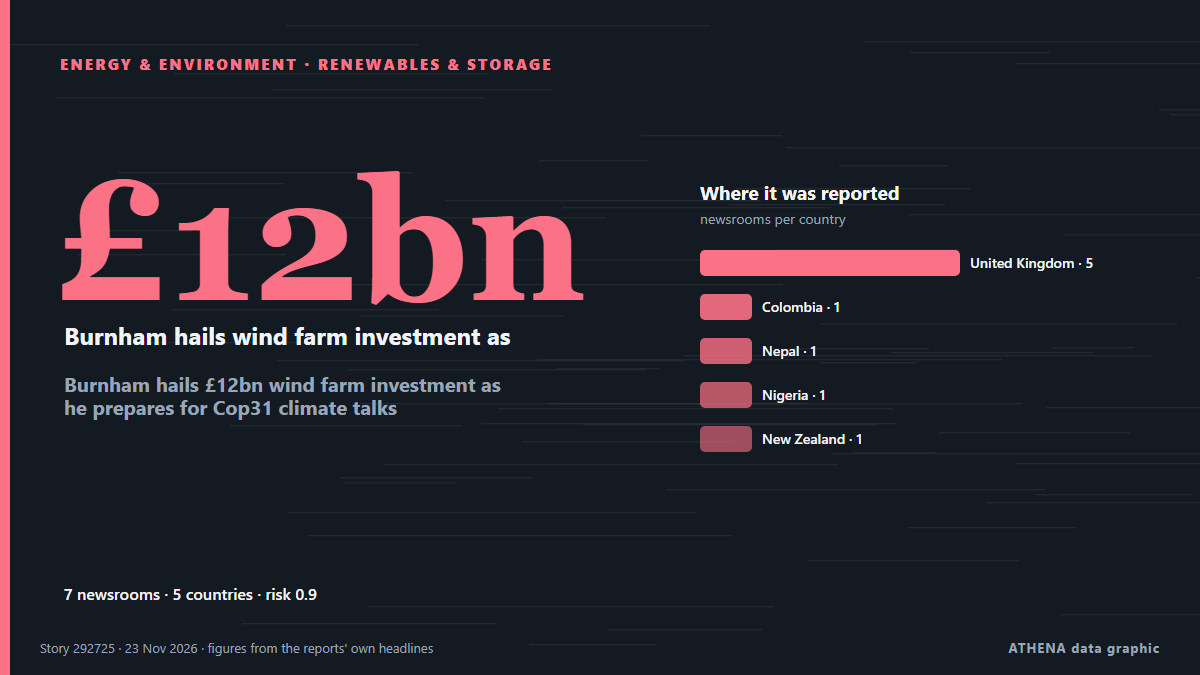 ENERGY & ENVIRONMENT · RENEWABLES & STORAGE
£12bn
Burnham hails wind farm investment as
Burnham hails £12bn wind farm investment as
he prepares for Cop31 climate talks
Where it was reported
newsrooms per country
United Kingdom · 5
Colombia · 1
Nepal · 1
Nigeria · 1
New Zealand · 1
7 newsrooms · 5 countries · risk 0.9
Story 292725 · 23 Nov 2026 · figures from the reports' own headlines
ATHENA data graphic